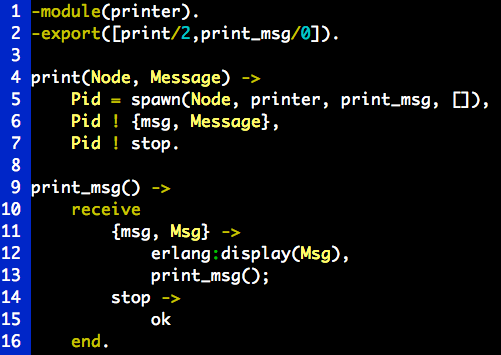 1 -module(printer).
2 -export([print/2,print_msg/0]).
3
4 print(Node, Message) ->
5     Pid = spawn(Node, printer, print_msg, []),
6     Pid ! {msg, Message},
7     Pid ! stop.
8
9 print_msg() ->
10     receive
11         {msg, Msg} ->
12             erlang:display(Msg),
13             print_msg();
14         stop ->
15             ok
16     end.